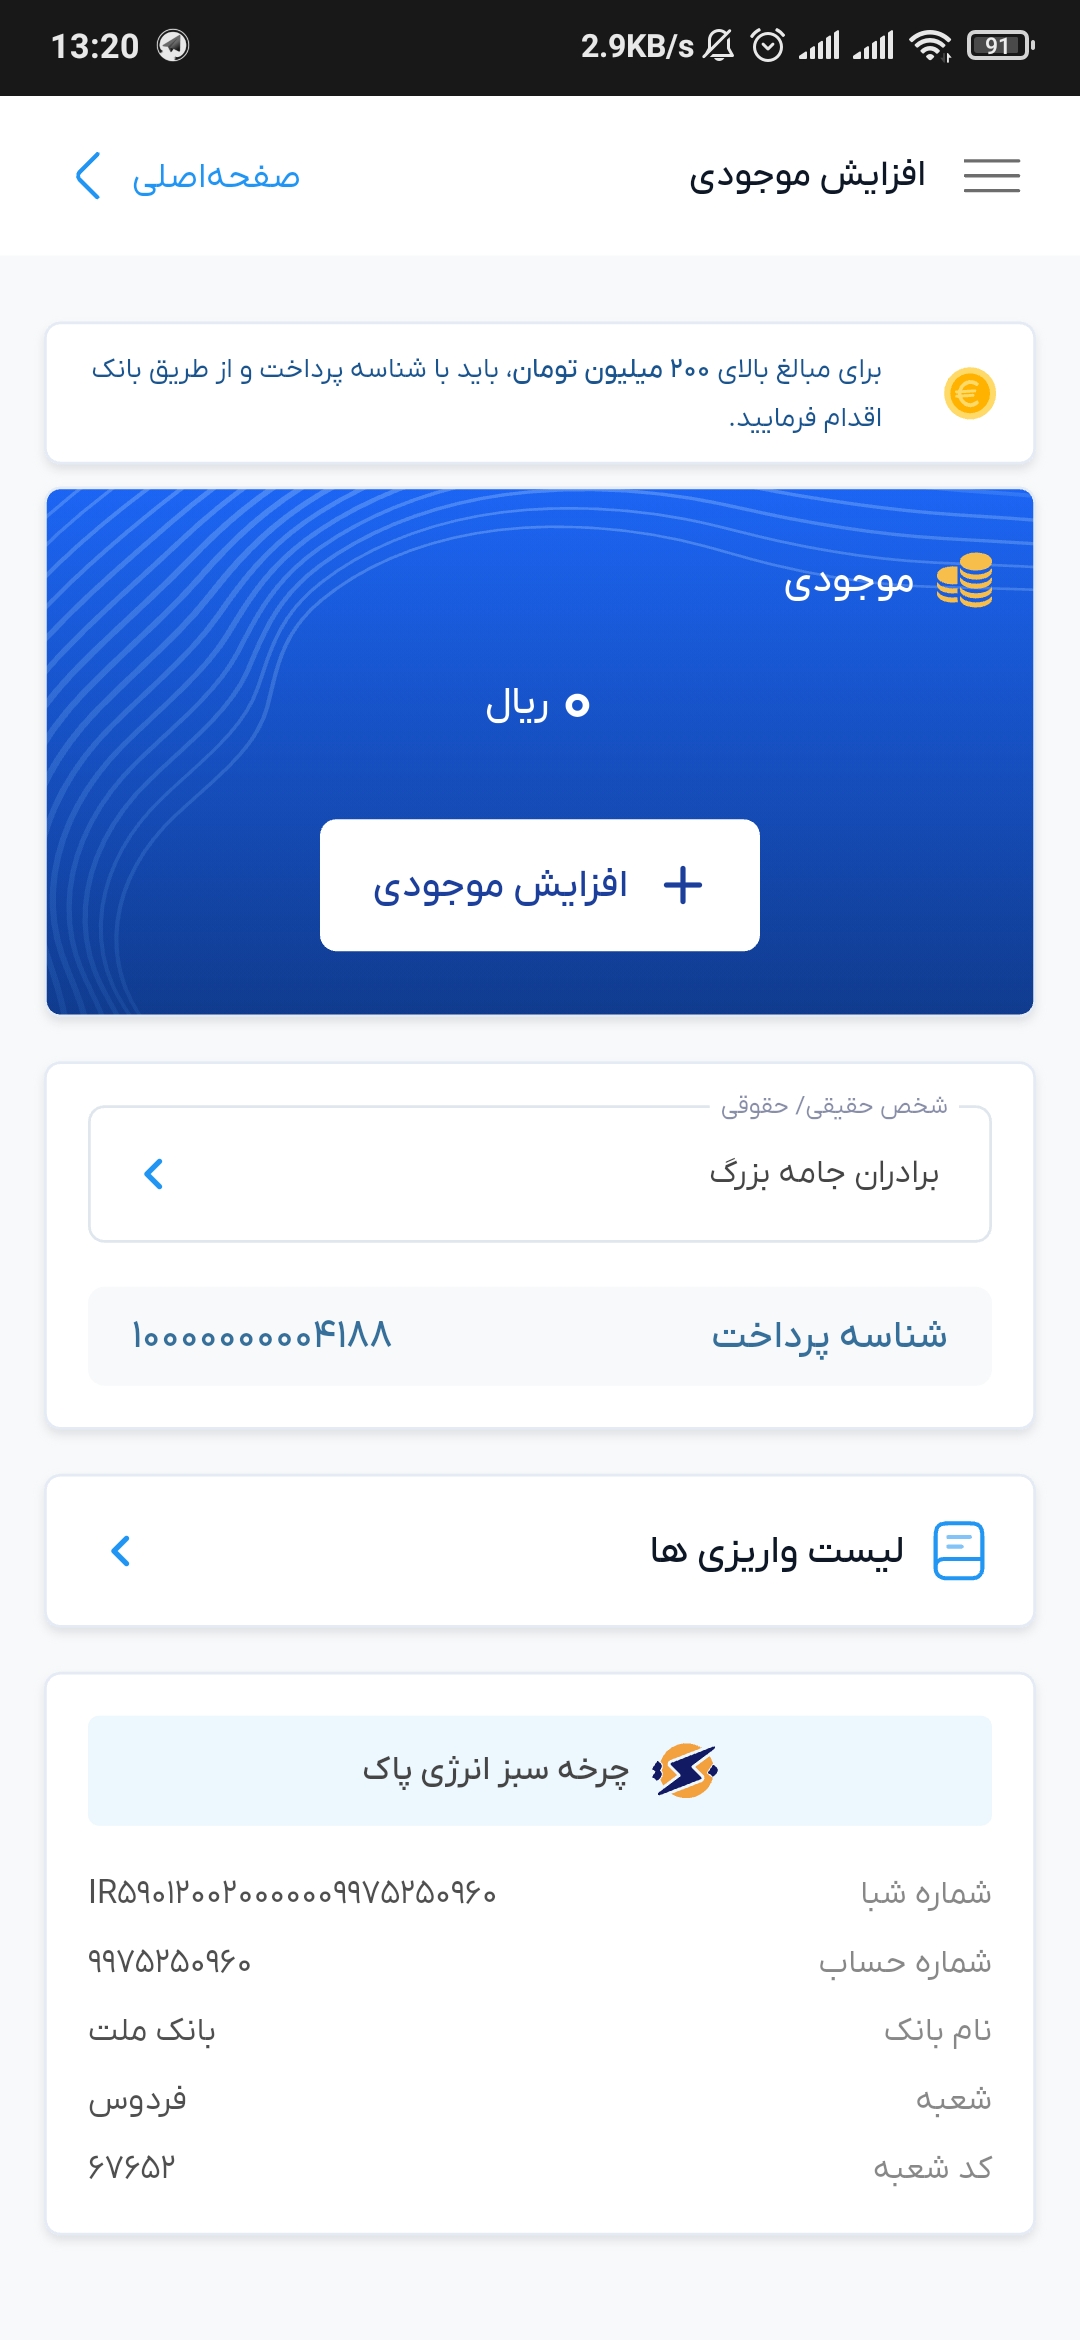 13:20
2.9KB/s
91
افزایش موجودی
صفحه‌اصلی
برای مبالغ بالای ۲۰۰ میلیون تومان، باید با شناسه پرداخت و از طریق بانک
اقدام فرمایید.
موجودی
۰ ریال
+ افزایش موجودی
شخص حقیقی/ حقوقی
برادران جامه بزرگ
شناسه پرداخت
۱۰۰۰۰۰۰۰۰۰۰۴۱۸۸
لیست واریزی ها
چرخه سبز انرژی پاک
شماره شبا
IR۵۹۰۱۲۰۰۲۰۰۰۰۰۰۹۹۷۵۲۵۰۹۶۰
شماره حساب
۹۹۷۵۲۵۰۹۶۰
نام بانک
بانک ملت
شعبه
فردوس
کد شعبه
۶۷۶۵۲